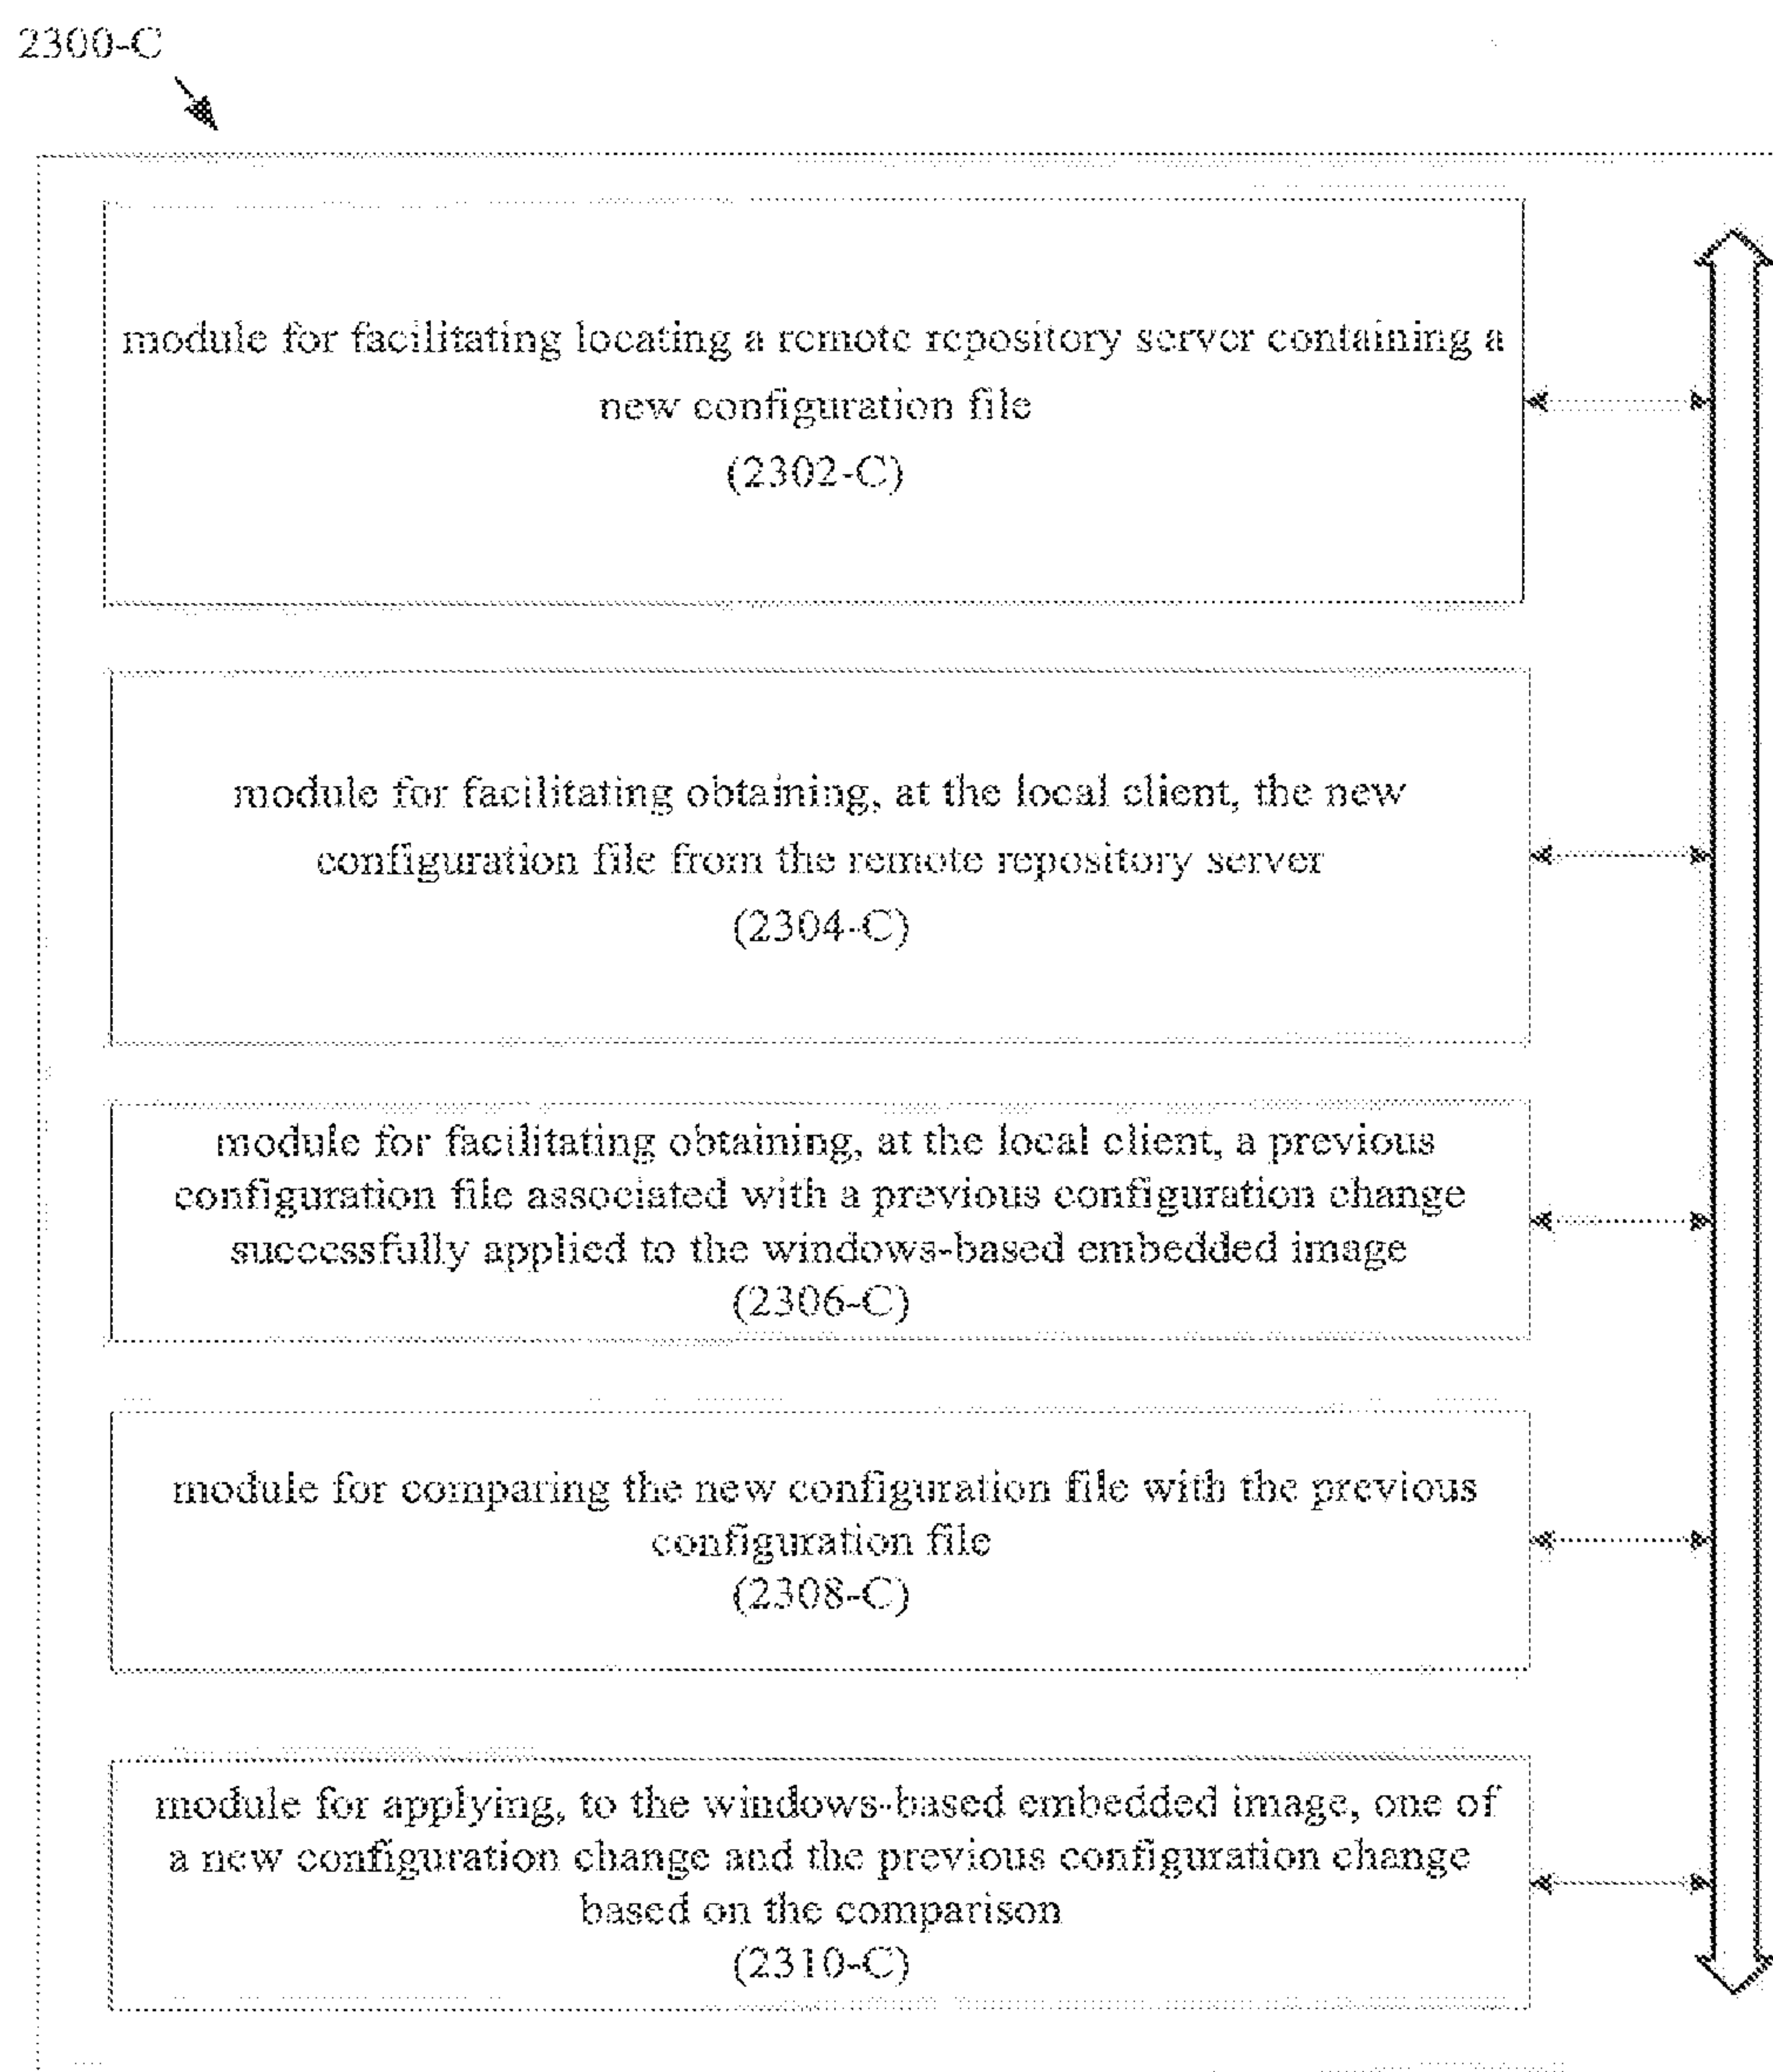 2300-C
module for facilitating locating a remote repository server containing a
new configuration file
(2302-C)
module for facilitating obtaining, at the local client, the new
configuration file from the remote repository server
(2304-C)
module for facilitating obtaining, at the local client, a previous
configuration file associated with a previous configuration change
successfully applied to the windows-based embedded image
(2306-C)
module for comparing the new configuration file with the previous
configuration file
(2308-C)
module for applying, to the windows-based embedded image, one of
a new configuration change and the previous configuration change
based on the comparison
(2310-C)